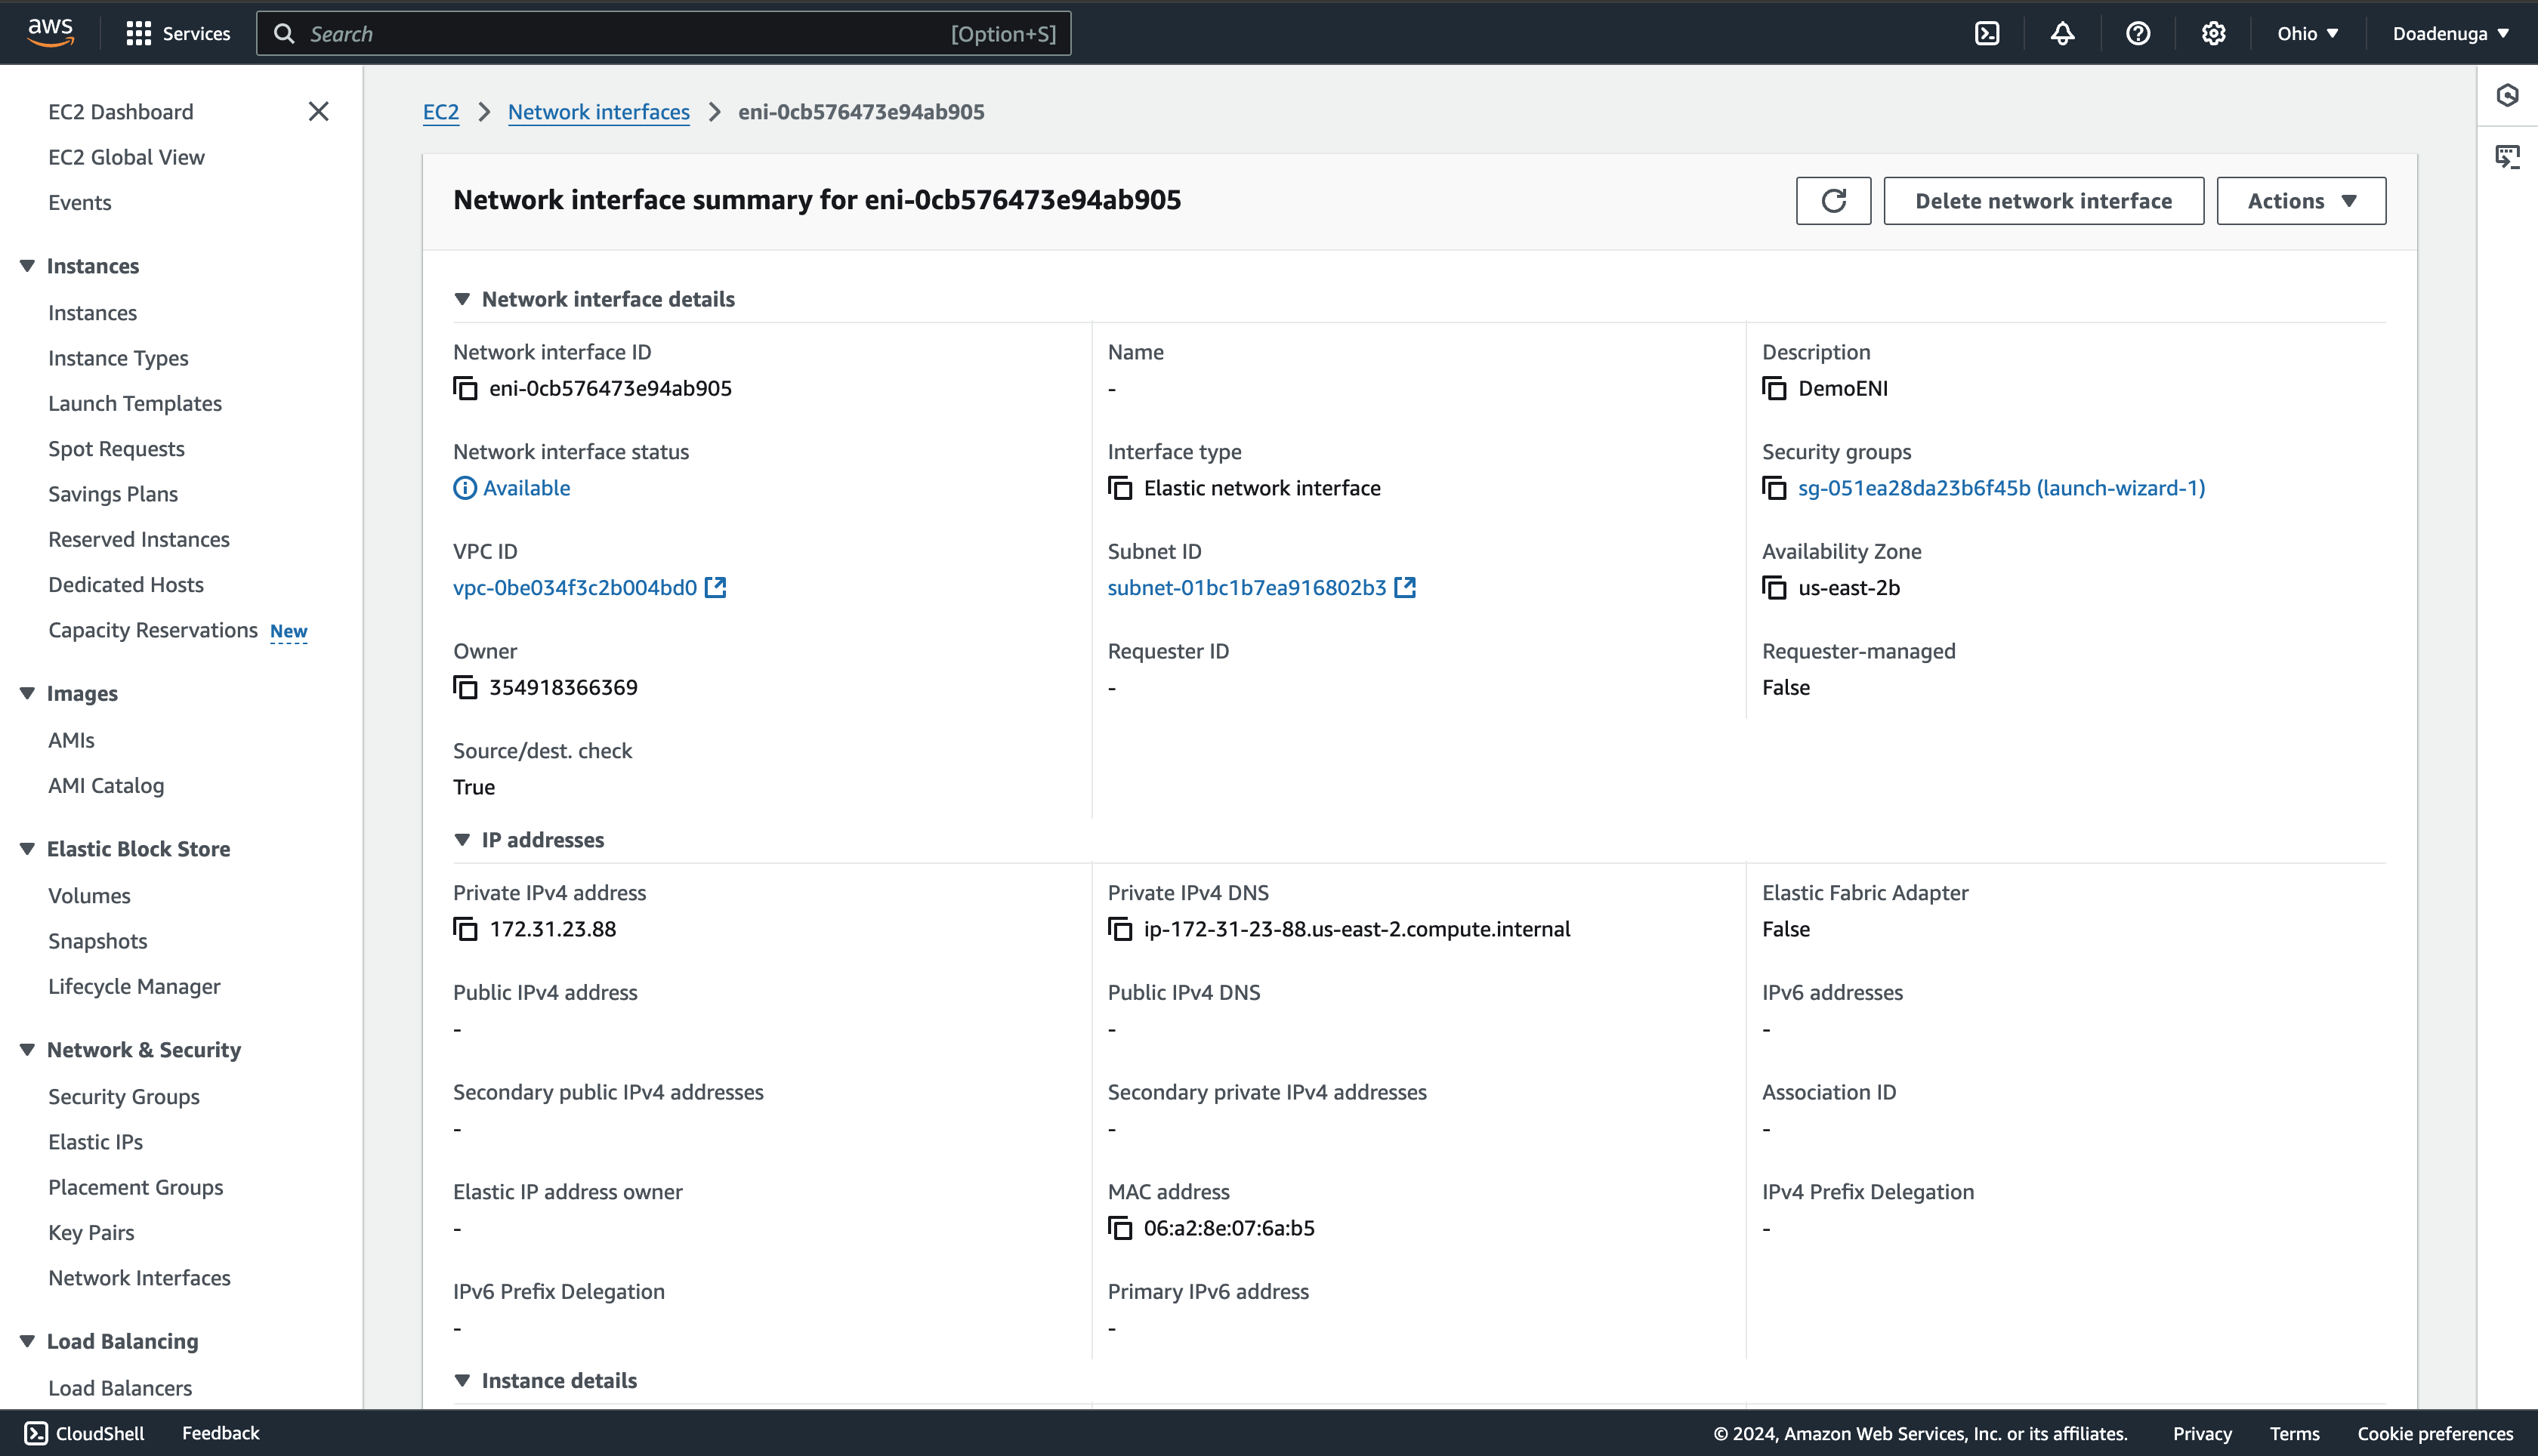 aws
Services
Search
[Option+S]
Ohio
Doadenuga
EC2 Dashboard
EC2 Global View
Events
Instances
Instances
Instance Types
Launch Templates
Spot Requests
Savings Plans
Reserved Instances
Dedicated Hosts
Capacity Reservations New
Images
AMIs
AMI Catalog
Elastic Block Store
Volumes
Snapshots
Lifecycle Manager
Network & Security
Security Groups
Elastic IPs
Placement Groups
Key Pairs
Network Interfaces
Load Balancing
Load Balancers
EC2 > Network interfaces > eni-0cb576473e94ab905
Network interface summary for eni-0cb576473e94ab905
Delete network interface
Actions
Network interface details
Network interface ID
eni-0cb576473e94ab905
Name
-
Description
DemoENI
Network interface status
Available
Interface type
Elastic network interface
Security groups
sg-051ea28da23b6f45b (launch-wizard-1)
VPC ID
vpc-0be034f3c2b004bd0
Subnet ID
subnet-01bc1b7ea916802b3
Availability Zone
us-east-2b
Owner
354918366369
Requester ID
-
Requester-managed
False
Source/dest. check
True
IP addresses
Private IPv4 address
172.31.23.88
Private IPv4 DNS
ip-172-31-23-88.us-east-2.compute.internal
Elastic Fabric Adapter
False
Public IPv4 address
-
Public IPv4 DNS
-
IPv6 addresses
-
Secondary public IPv4 addresses
-
Secondary private IPv4 addresses
-
Association ID
-
Elastic IP address owner
-
MAC address
06:a2:8e:07:6a:b5
IPv4 Prefix Delegation
-
IPv6 Prefix Delegation
-
Primary IPv6 address
-
Instance details
CloudShell
Feedback
© 2024, Amazon Web Services, Inc. or its affiliates.
Privacy
Terms
Cookie preferences